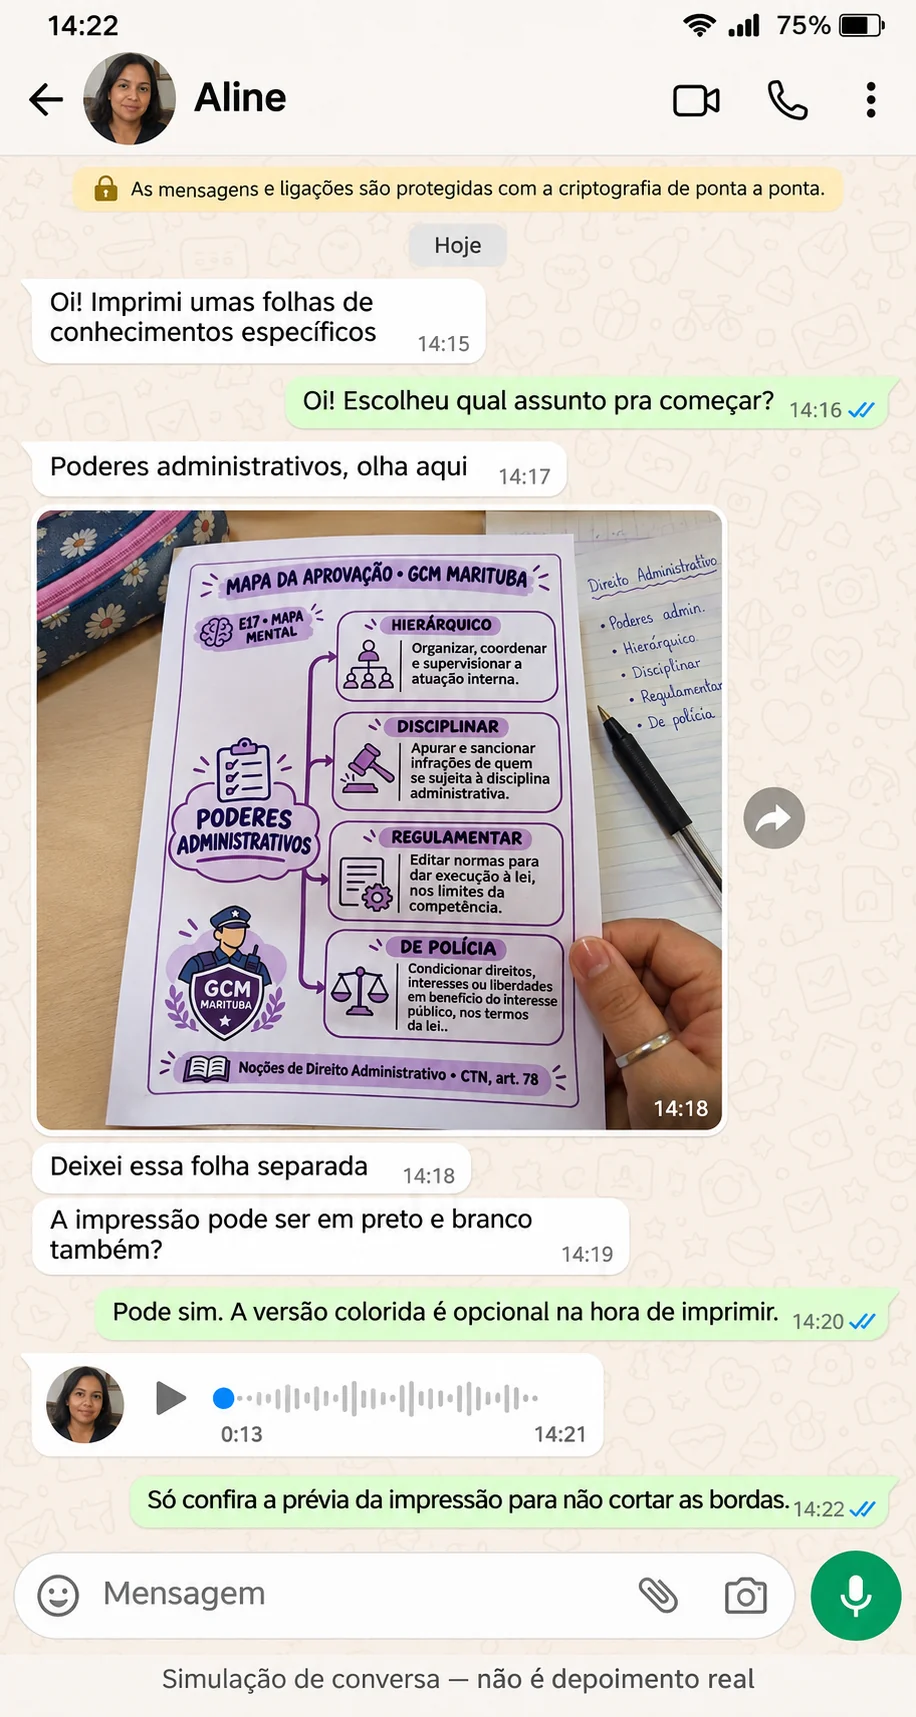 14:22
75%
Aline
As mensagens e ligações são protegidas com a criptografia de ponta a ponta.
Hoje
Oi! Imprimi umas folhas de
conhecimentos específicos
14:15
Oi! Escolheu qual assunto pra começar?
14:16
Poderes administrativos, olha aqui
14:17
MAPA DA APROVAÇÃO • GCM MARITUBA
E17 • MAPA
MENTAL
PODERES
ADMINISTRATIVOS
GCM
MARITUBA
HIERÁRQUICO
Organizar, coordenar
e supervisionar a
atuação interna.
DISCIPLINAR
Apurar e sancionar
infrações de quem
se sujeita à disciplina
administrativa.
REGULAMENTAR
Editar normas para
dar execução à lei,
nos limites da
competência.
DE POLÍCIA
Condicionar direitos,
interesses ou liberdades
em benefício do interesse
público, nos termos
da lei..
Noções de Direito Administrativo • CTN, art. 78
Direito Administrativo
• Poderes admin.
• Hierárquico
• Disciplinar
• Regulamentar
• De polícia
14:18
Deixei essa folha separada
14:18
A impressão pode ser em preto e branco
também?
14:19
Pode sim. A versão colorida é opcional na hora de imprimir.
14:20
0:13
14:21
Só confira a prévia da impressão para não cortar as bordas.
14:22
Mensagem
Simulação de conversa — não é depoimento real